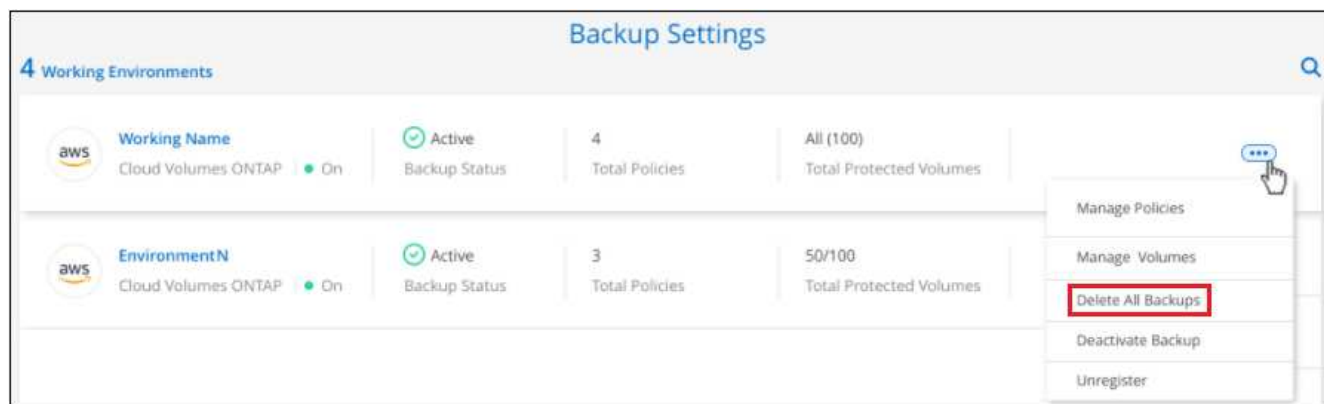 Backup Settings
4 Working Environments
aws
Working Name
Cloud Volumes ONTAP
On
Active
Backup Status
4
Total Policies
All (100)
Total Protected Volumes
Manage Policies
Manage Volumes
Delete All Backups
Deactivate Backup
Unregister
aws
EnvironmentN
Cloud Volumes ONTAP
On
Active
Backup Status
3
Total Policies
50/100
Total Protected Volumes